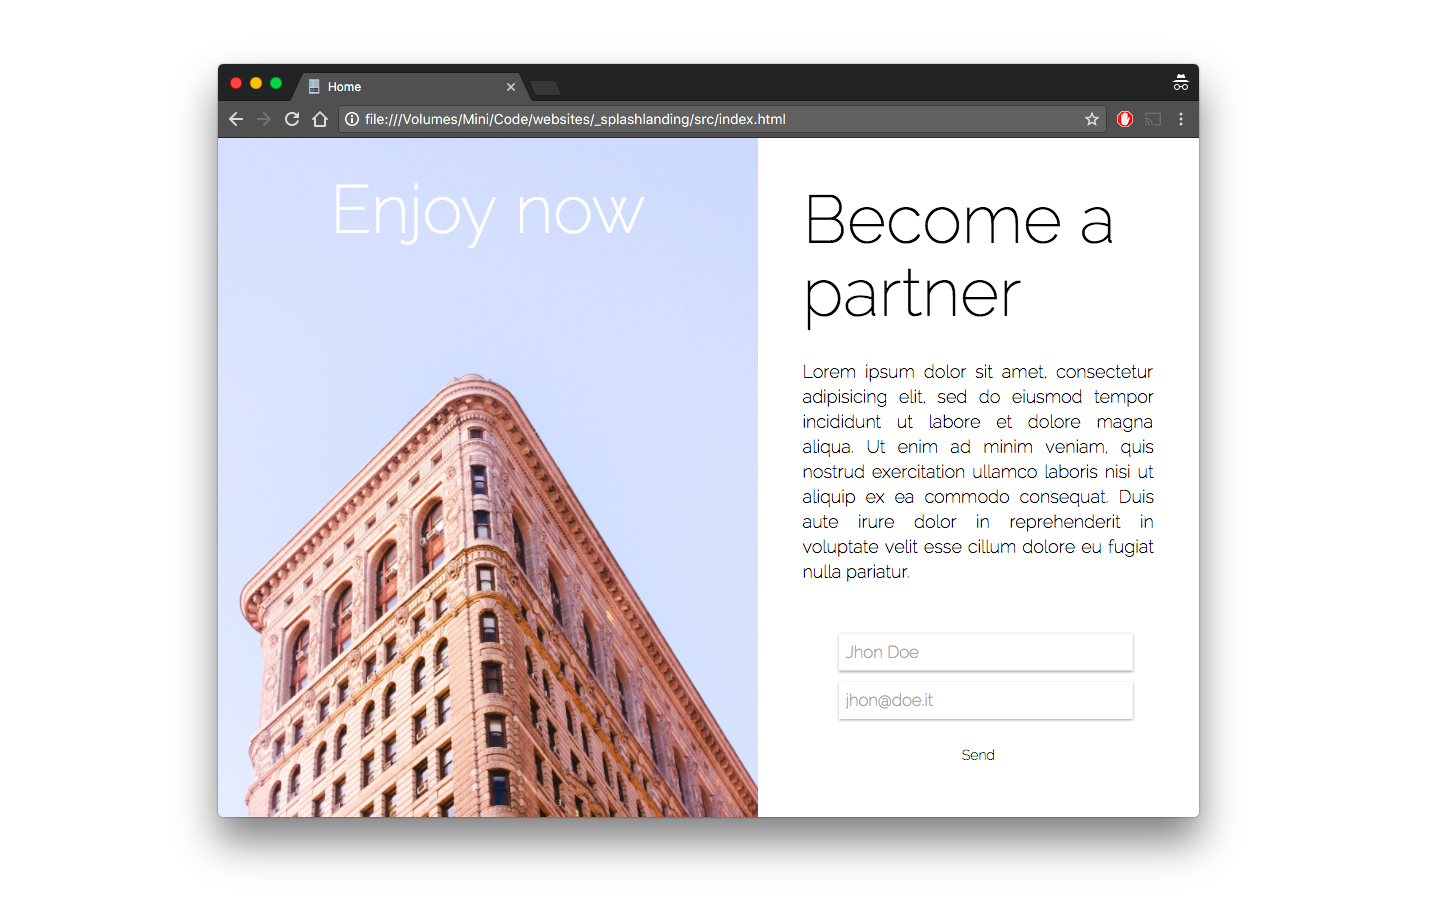 Home
file:///Volumes/Mini/Code/websites/_splashlanding/src/index.html
Enjoy now
Become a
partner
Lorem ipsum dolor sit amet, consectetur
adipisicing elit, sed do eiusmod tempor
incididunt ut labore et dolore magna
aliqua. Ut enim ad minim veniam, quis
nostrud exercitation ullamco laboris nisi ut
aliquip ex ea commodo consequat. Duis
aute irure dolor in reprehenderit in
voluptate velit esse cillum dolore eu fugiat
nulla pariatur.
Jhon Doe
jhon@doe.it
Send